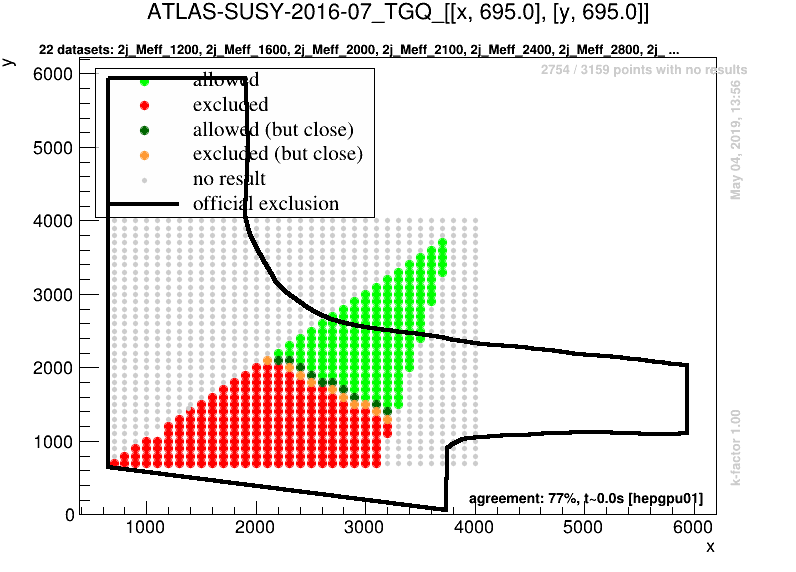 ATLAS-SUSY-2016-07_TGQ_[[x, 695.0], [y, 695.0]]
22 datasets: 2j_Meff_1200, 2j_Meff_1600, 2j_Meff_2000, 2j_Meff_2100, 2j_Meff_2400, 2j_Meff_2800, 2j_ ...
2754 / 3159 points with no results
y
allowed
excluded
allowed (but close)
excluded (but close)
no result
official exclusion
6000
5000
4000
3000
2000
1000
0
May 04, 2019, 13:56
k-factor 1.00
agreement: 77%, t~0.0s [hepgpu01]
1000 2000 3000 4000 5000 6000
x